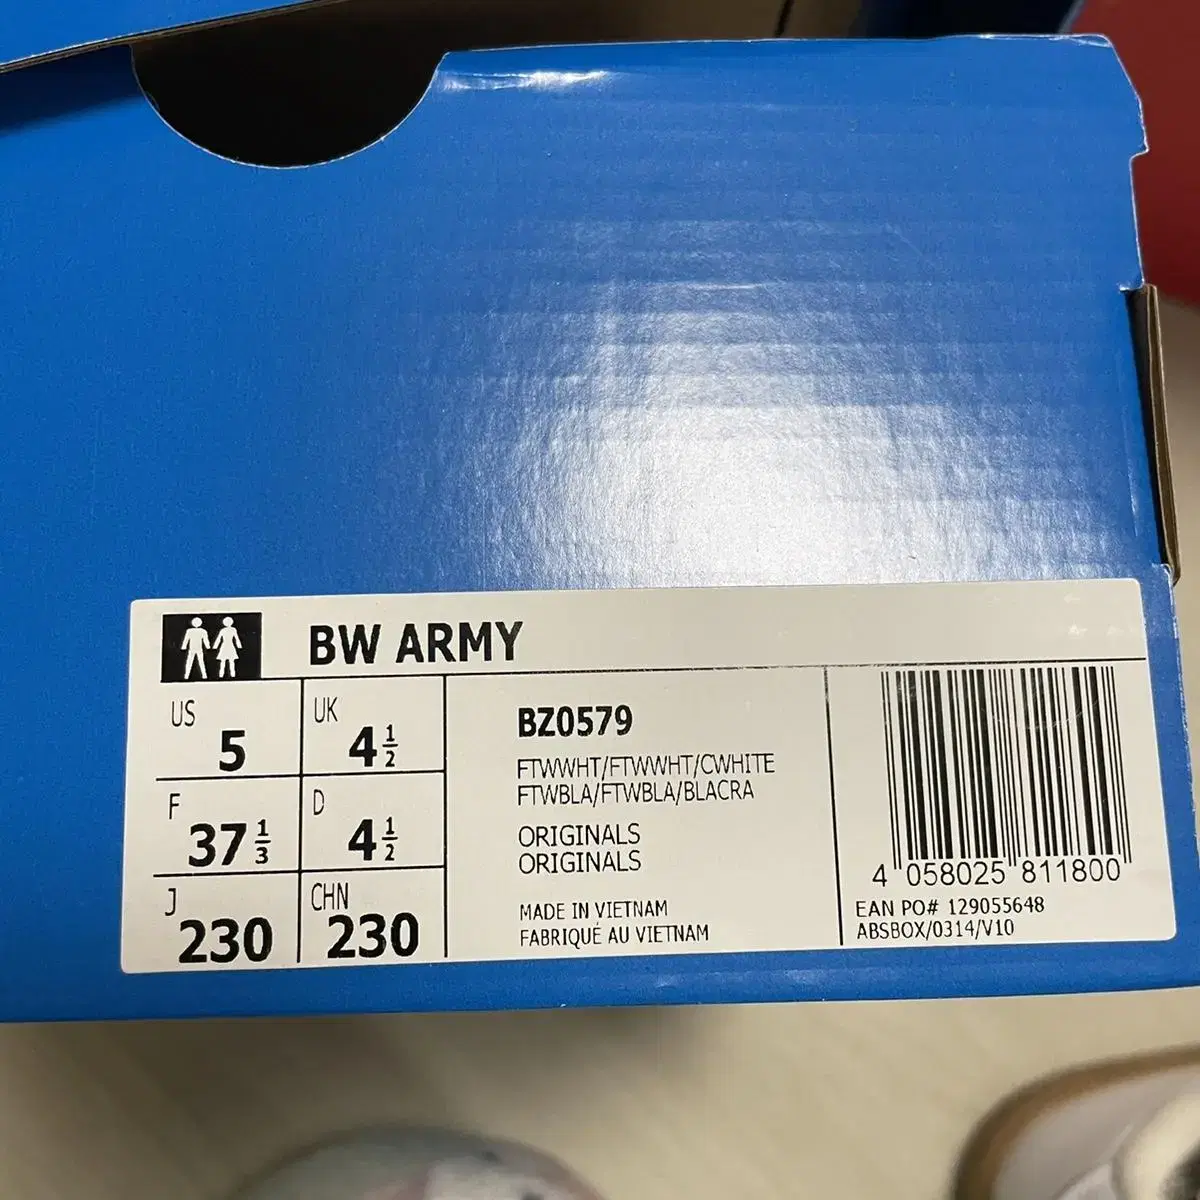 BW ARMY
US
5
UK
4 1/2
F
37 1/3
D
4 1/2
J
230
CHN
230
BZ0579
FTWWHT/FTWWHT/CWHITE
FTWBLA/FTWBLA/BLACRA
ORIGINALS
ORIGINALS
MADE IN VIETNAM
FABRIQUÉ AU VIETNAM
4 058025 811800
EAN PO# 129055648
ABSBOX/0314/V10